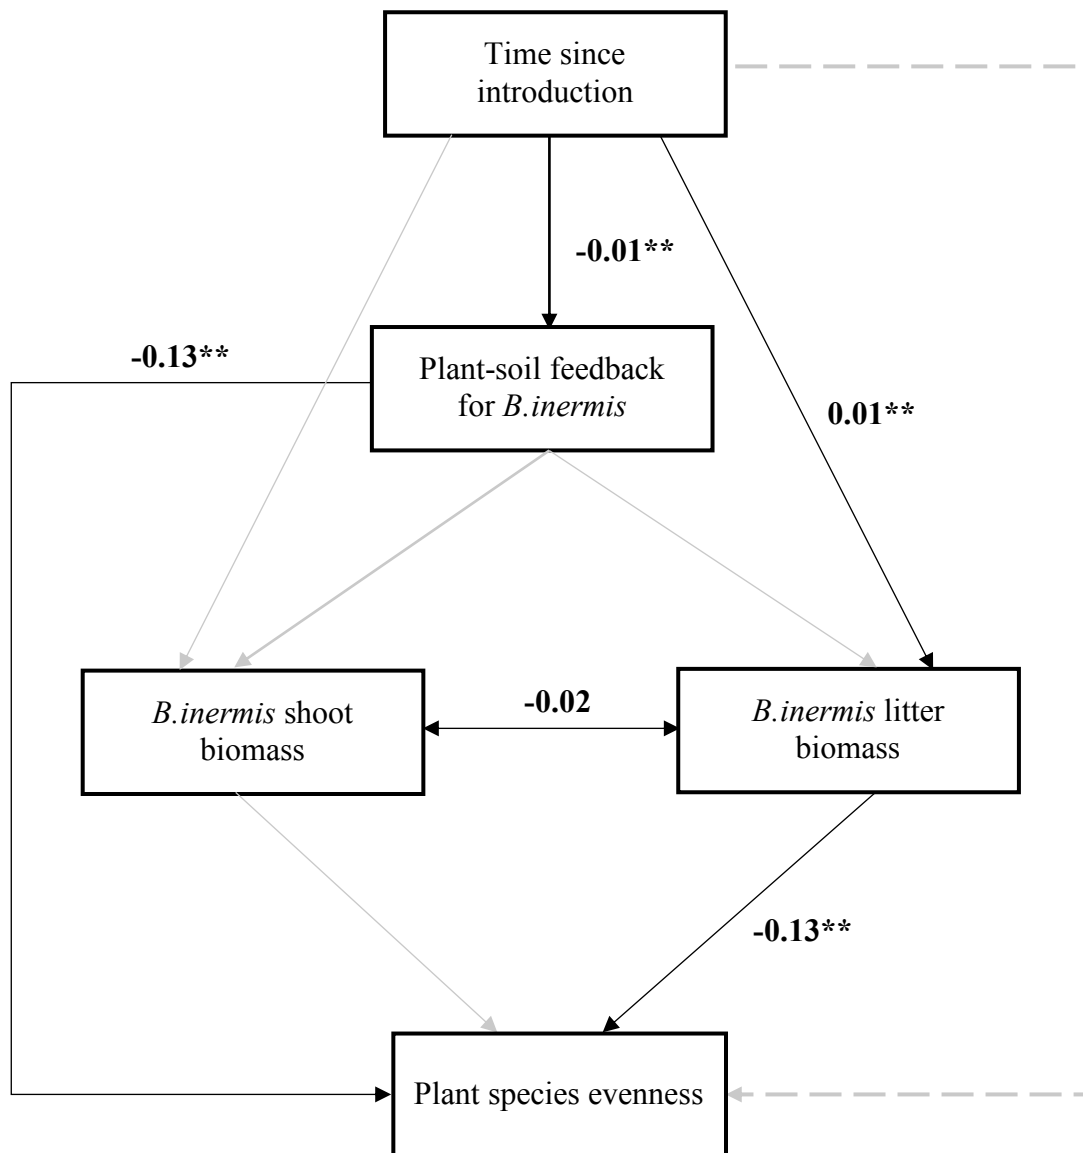 Time since
introduction
-0.01**
-0.13**
Plant-soil feedback
for B.inermis
0.01**
B.inermis shoot
biomass
-0.02
B.inermis litter
biomass
-0.13**
Plant species evenness